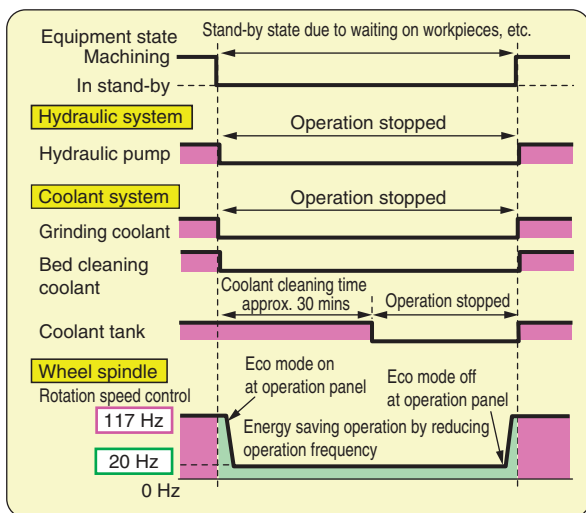 Equipment state
Machining
Stand-by state due to waiting on workpieces, etc.
In stand-by
Hydraulic system
Operation stopped
Hydraulic pump
Coolant system
Operation stopped
Grinding coolant
Bed cleaning
coolant
Coolant cleaning time
approx. 30 mins
Operation stopped
Coolant tank
Wheel spindle
Rotation speed control
Eco mode on
at operation panel
Eco mode off
at operation panel
117 Hz
Energy saving operation by reducing
operation frequency
20 Hz
0 Hz